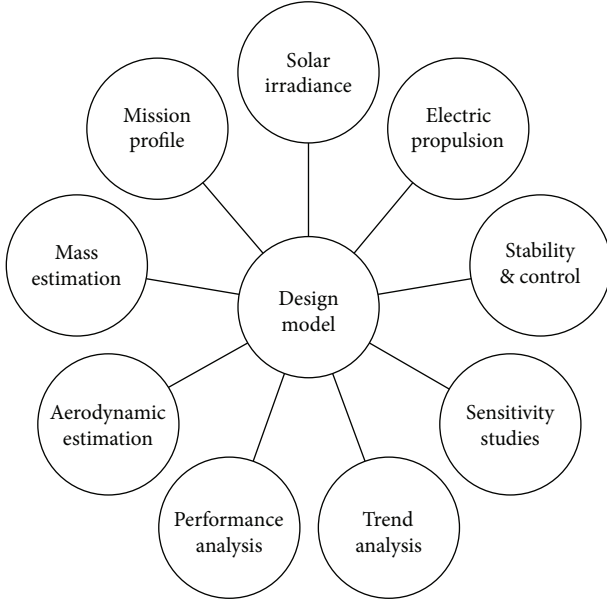 Solar
irradiance
Electric
propulsion
Stability
& control
Sensitivity
studies
Trend
analysis
Performance
analysis
Aerodynamic
estimation
Mass
estimation
Mission
profile
Design
model